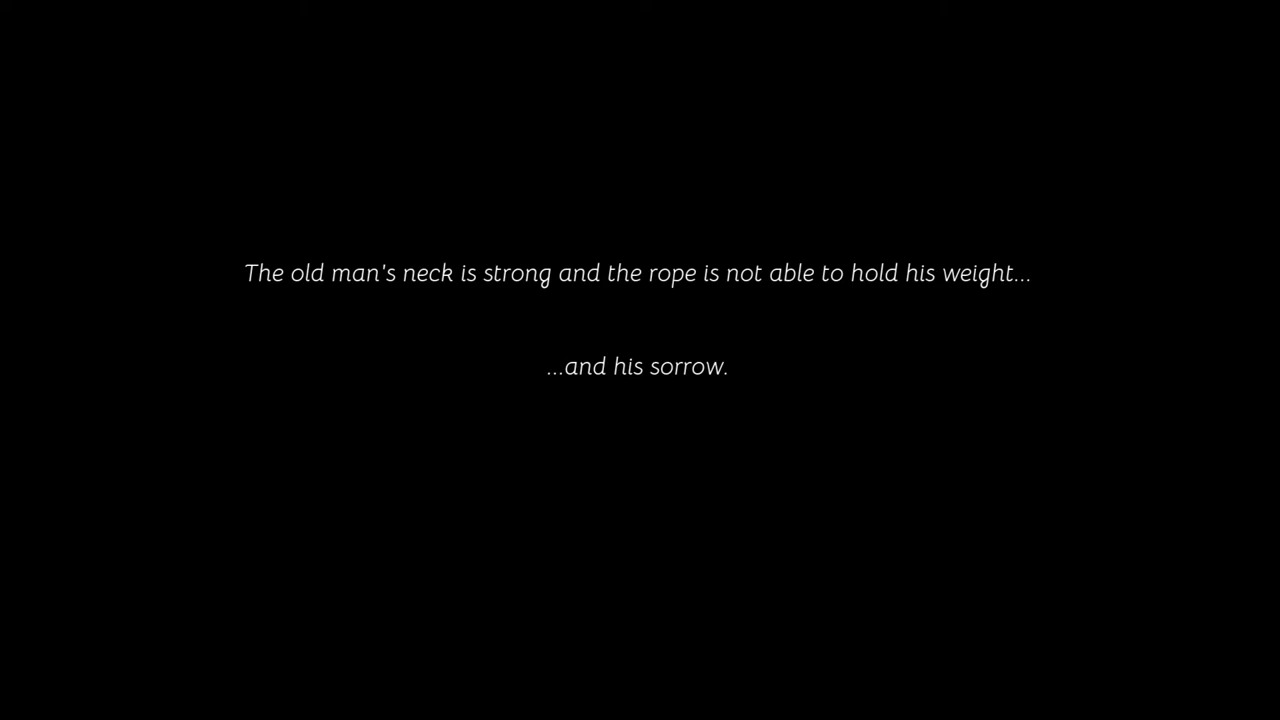 The old man's neck is strong and the rope is not able to hold his weight...
...and his sorrow.